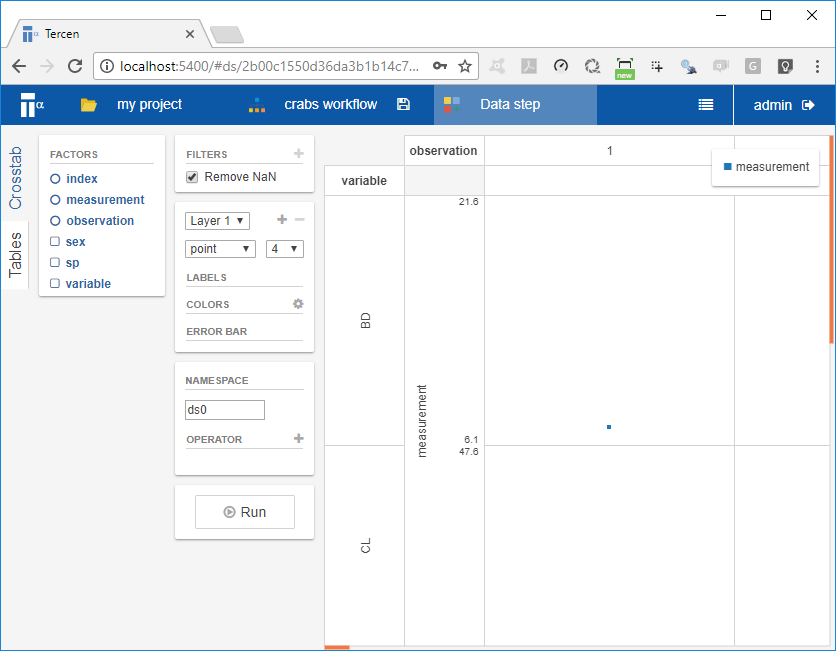 Tercen
localhost:5400/#ds/2b00c1550d36da3b1b14c7...
new
my project
crabs workflow
Data step
admin
Crosstab
Tables
FACTORS
index
measurement
observation
sex
sp
variable
FILTERS
Remove NaN
Layer 1
point
4
LABELS
COLORS
ERROR BAR
NAMESPACE
ds0
OPERATOR
Run
observation
1
measurement
variable
21.6
BD
measurement
6.1
47.6
CL